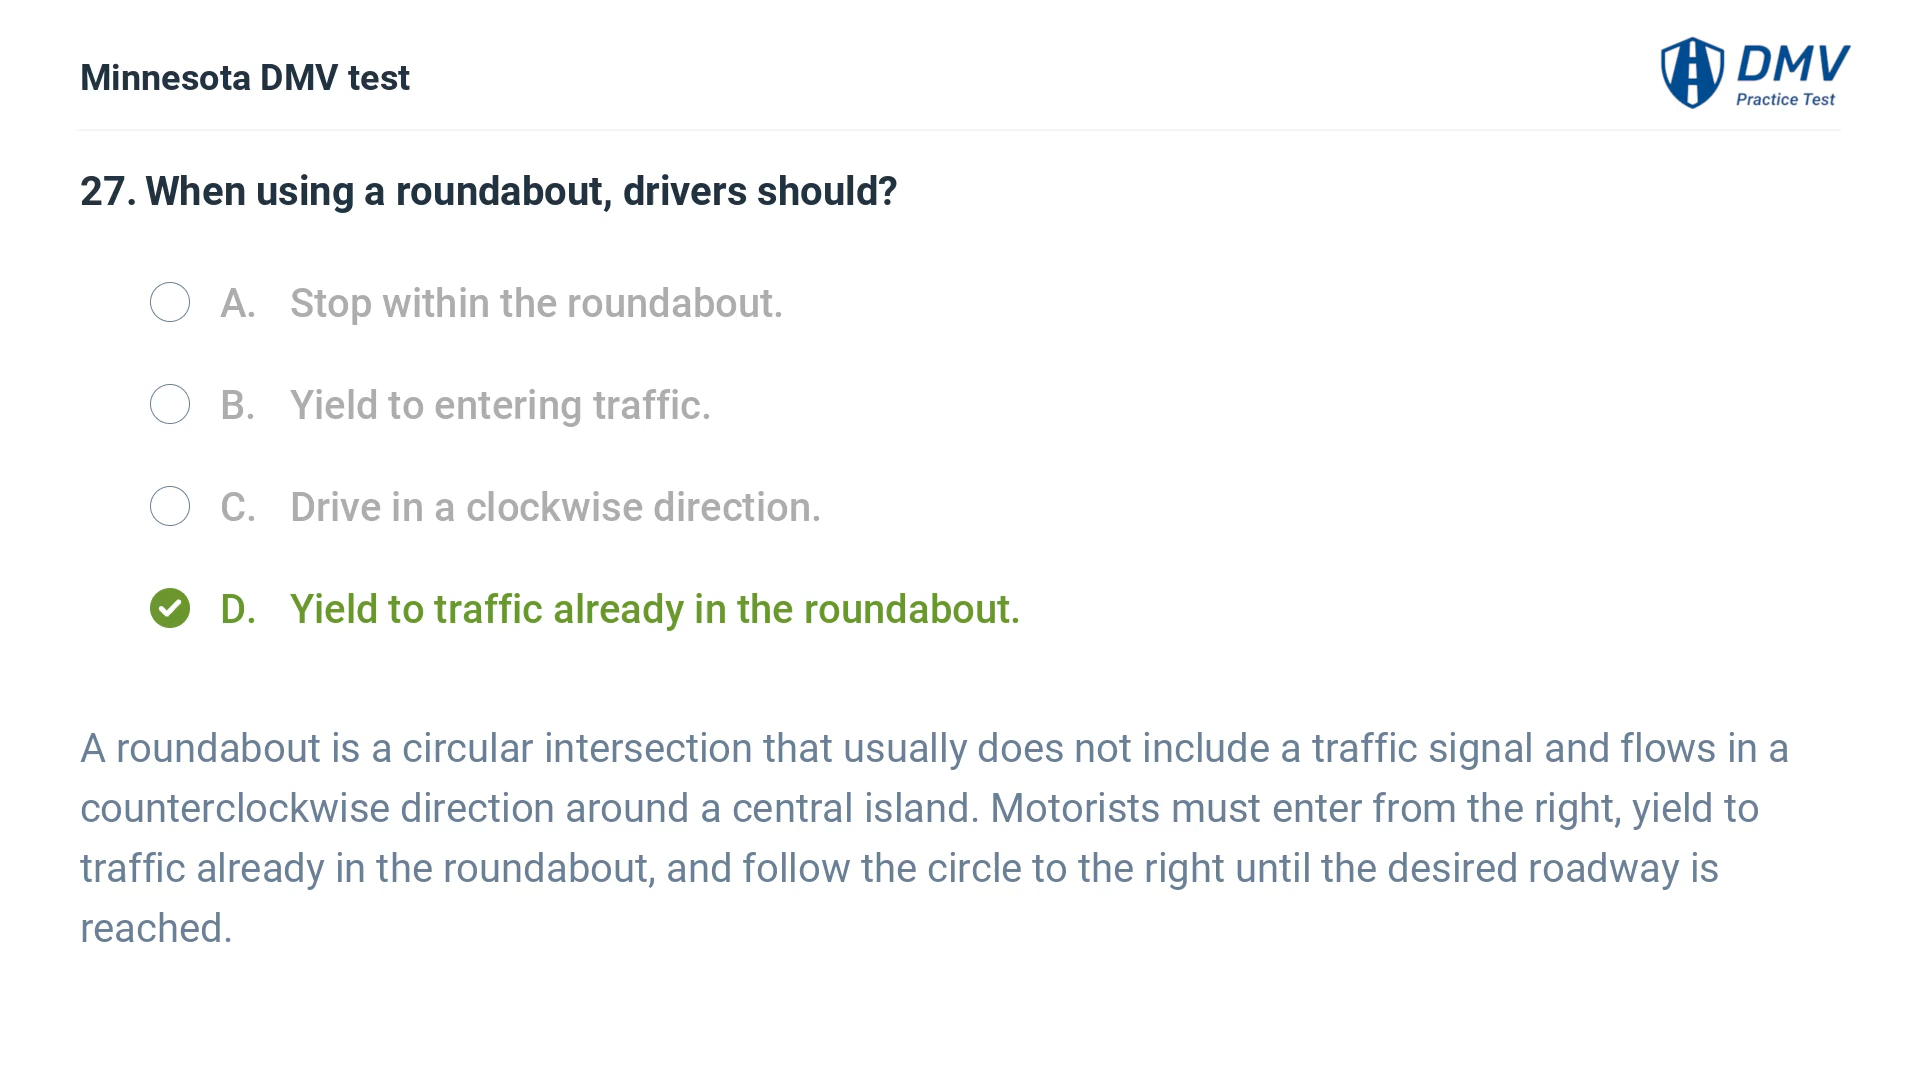 Minnesota DMV test
DMV
Practice Test
27. When using a roundabout, drivers should?
A. Stop within the roundabout.
B. Yield to entering traffic.
C. Drive in a clockwise direction.
D. Yield to traffic already in the roundabout.
A roundabout is a circular intersection that usually does not include a traffic signal and flows in a
counterclockwise direction around a central island. Motorists must enter from the right, yield to
traffic already in the roundabout, and follow the circle to the right until the desired roadway is
reached.